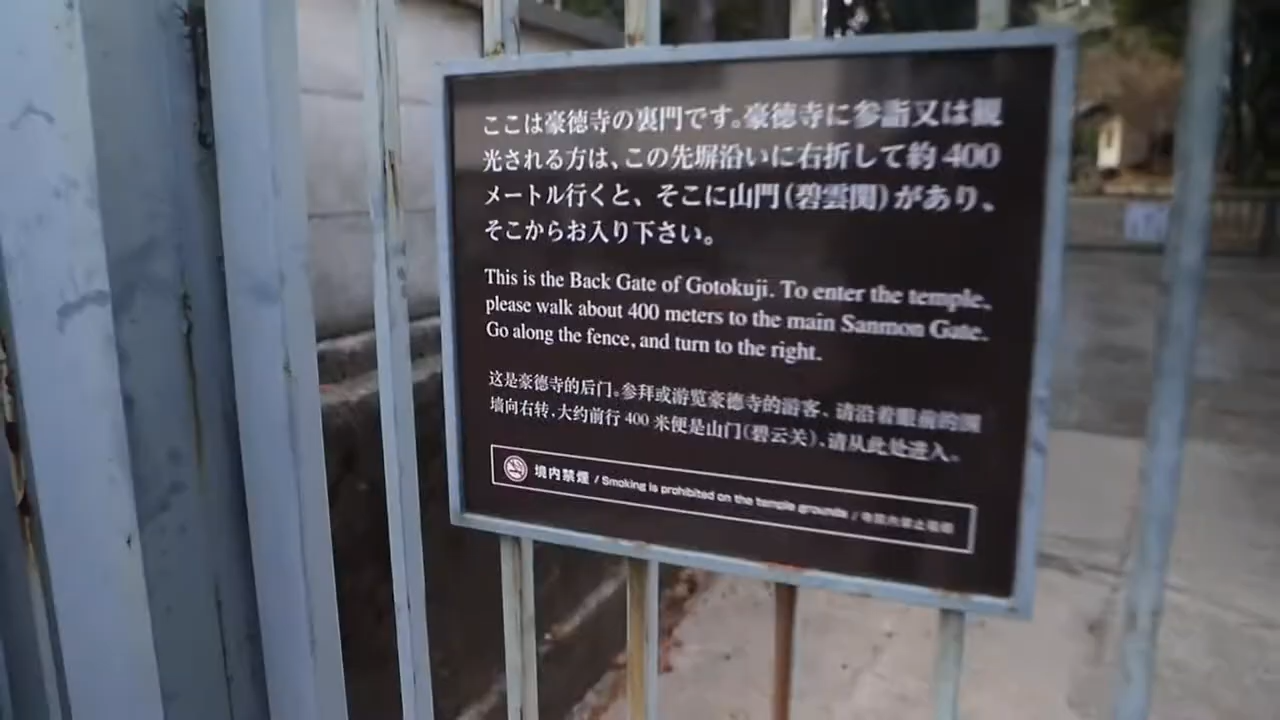 ここは豪徳寺の裏門です。豪徳寺に参詣又は観
光される方は、この先塀沿いに右折して約400
メートル行くと、そこに山門(碧雲関)があり、
そこからお入り下さい。
This is the Back Gate of Gotokuji. To enter the temple,
please walk about 400 meters to the main Sanmon Gate.
Go along the fence, and turn to the right.
这是豪德寺的后门。参拜或游览豪德寺的游客、请沿着眼前的围
墙向右转、大约前行 400 米便是山门(碧云关)、请从此处进入。
境内禁煙 / Smoking is prohibited on the temple grounds /